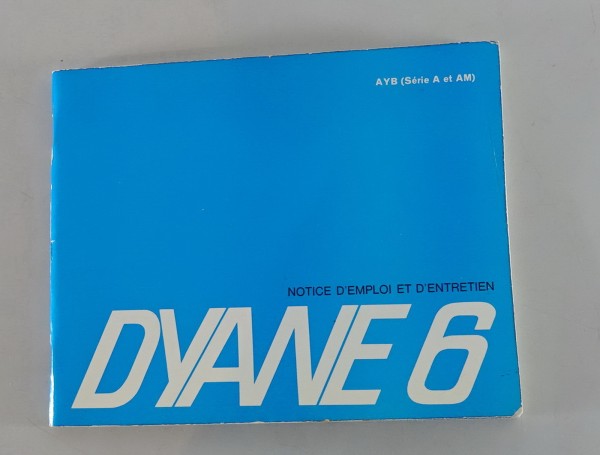 AYB (Série A et AM)
NOTICE D'EMPLOI ET D'ENTRETIEN
DYANE 6